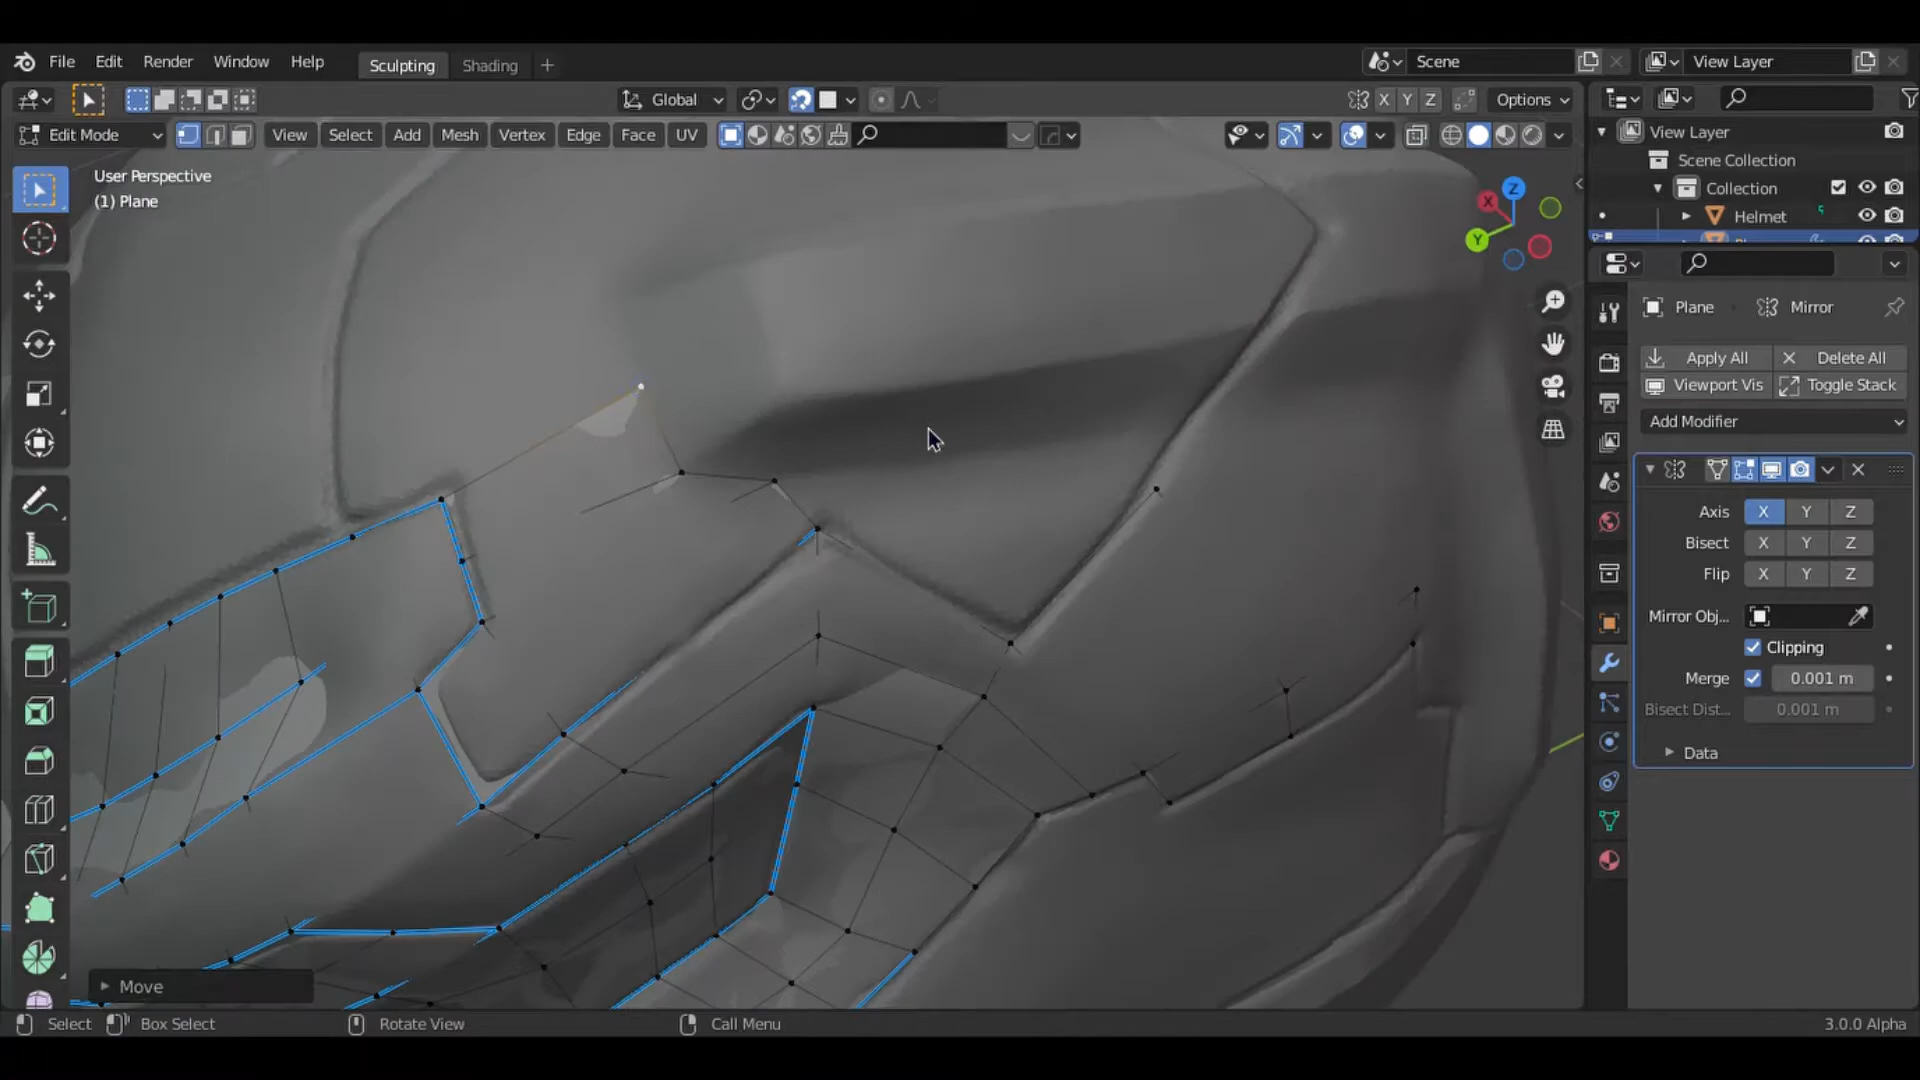 File Edit Render Window Help Sculpting Shading + Scene View Layer
Global X Y Z Options
Edit Mode View Select Add Mesh Vertex Edge Face UV
View Layer
Scene Collection
Collection
Helmet
User Perspective
(1) Plane
X
Y
Z
Plane Mirror
Apply All Delete All
Viewport Vis Toggle Stack
Add Modifier
Axis X Y Z
Bisect X Y Z
Flip X Y Z
Mirror Obj...
Clipping
Merge 0.001 m
Bisect Dist... 0.001 m
Data
Move
Select Box Select Rotate View Call Menu 3.0.0 Alpha